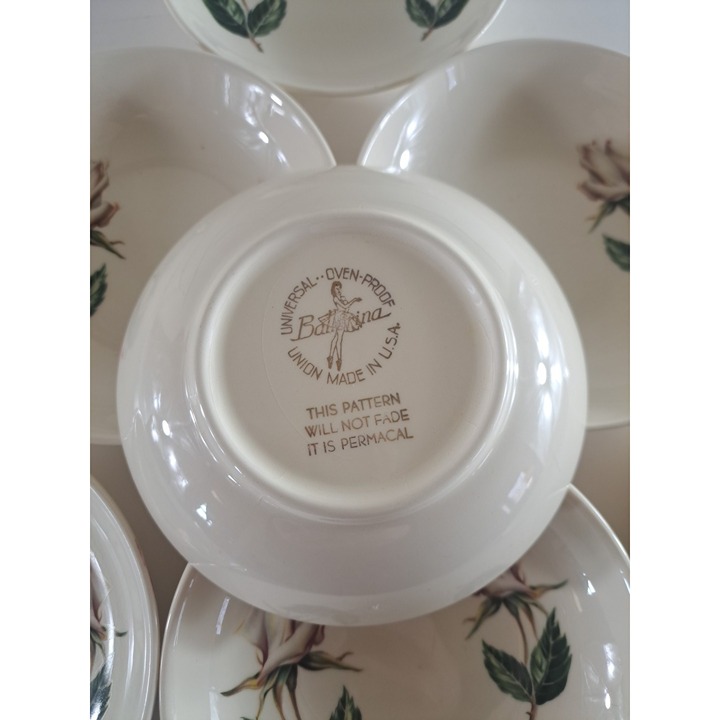 UNIVERSAL··OVEN-PROOF
Ballerina
UNION MADE IN U.S.A.
THIS PATTERN
WILL NOT FADE
IT IS PERMACAL